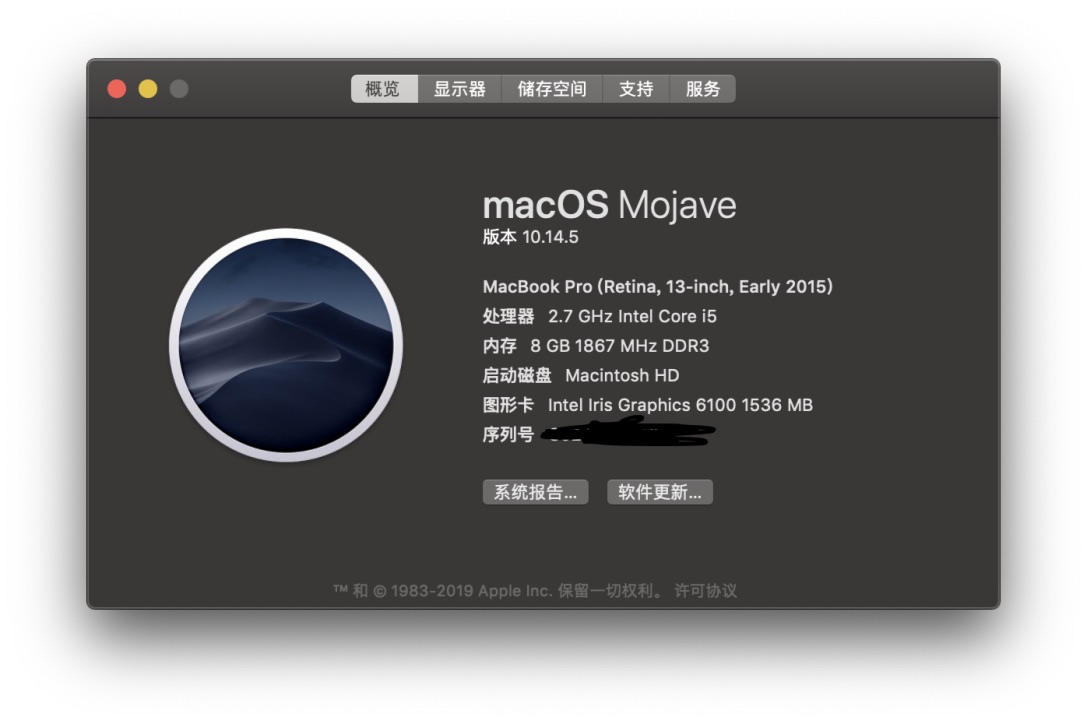 概览 显示器 储存空间 支持 服务
macOS Mojave
版本 10.14.5
MacBook Pro (Retina, 13-inch, Early 2015)
处理器 2.7 GHz Intel Core i5
内存 8 GB 1867 MHz DDR3
启动磁盘 Macintosh HD
图形卡 Intel Iris Graphics 6100 1536 MB
序列号
系统报告... 软件更新...
™ 和 © 1983-2019 Apple Inc. 保留一切权利。 许可协议